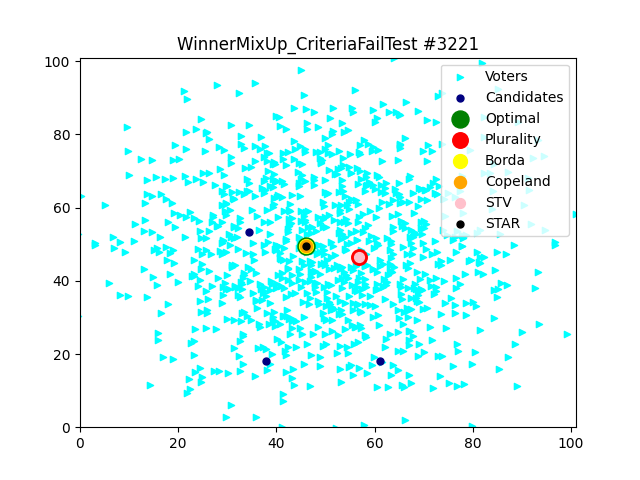 WinnerMixUp_CriteriaFailTest #3221
100
80
60
40
20
0
0 20 40 60 80 100
Voters
Candidates
Optimal
Plurality
Borda
Copeland
STV
STAR